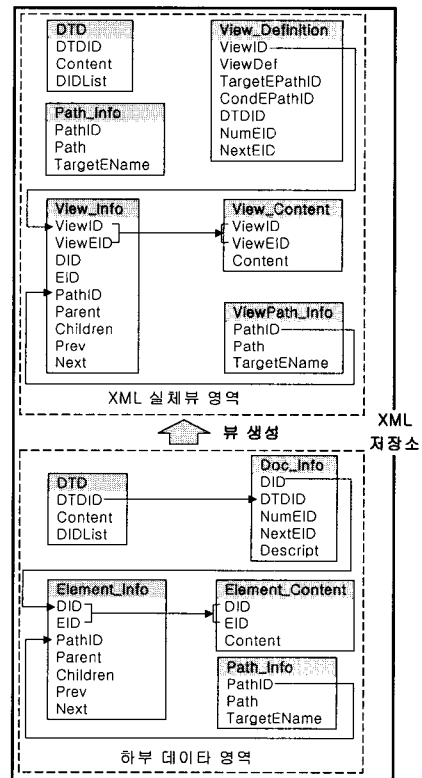 DTD
DTDID
Content
DIDList
View_Definition
ViewID
ViewDef
TargetEPathID
CondEPathID
DTDID
NumEID
NextEID
Path_Info
PathID
Path
TargetEName
View_Info
ViewID
ViewEID
DID
EID
PathID
Parent
Children
Prev
Next
View_Content
ViewID
ViewEID
Content
ViewPath_Info
PathID
Path
TargetEName
XML 실체뷰 영역
뷰 생성
XML
저장소
DTD
DTDID
Content
DIDList
Doc_Info
DID
DTDID
NumEID
NextEID
Descript
Element_Info
DID
EID
PathID
Parent
Children
Prev
Next
Element_Content
DID
EID
Content
Path_Info
PathID
Path
TargetEName
하부 데이타 영역